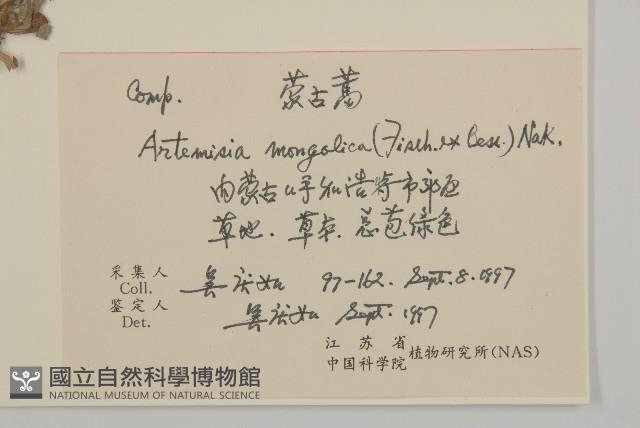 Comp. 蒙古蒿
Artemisia mongolica (Fisch. ex Bess.) Nak.
内蒙古呼和浩特市郊区
草地. 草本. 总苞绿色
采集人
Coll. 吴 97-162. Sept. 8. 1997
鉴定人
Det. 吴 Sept. 1997
江苏省
中国科学院 植物研究所(NAS)
國立自然科學博物館
NATIONAL MUSEUM OF NATURAL SCIENCE